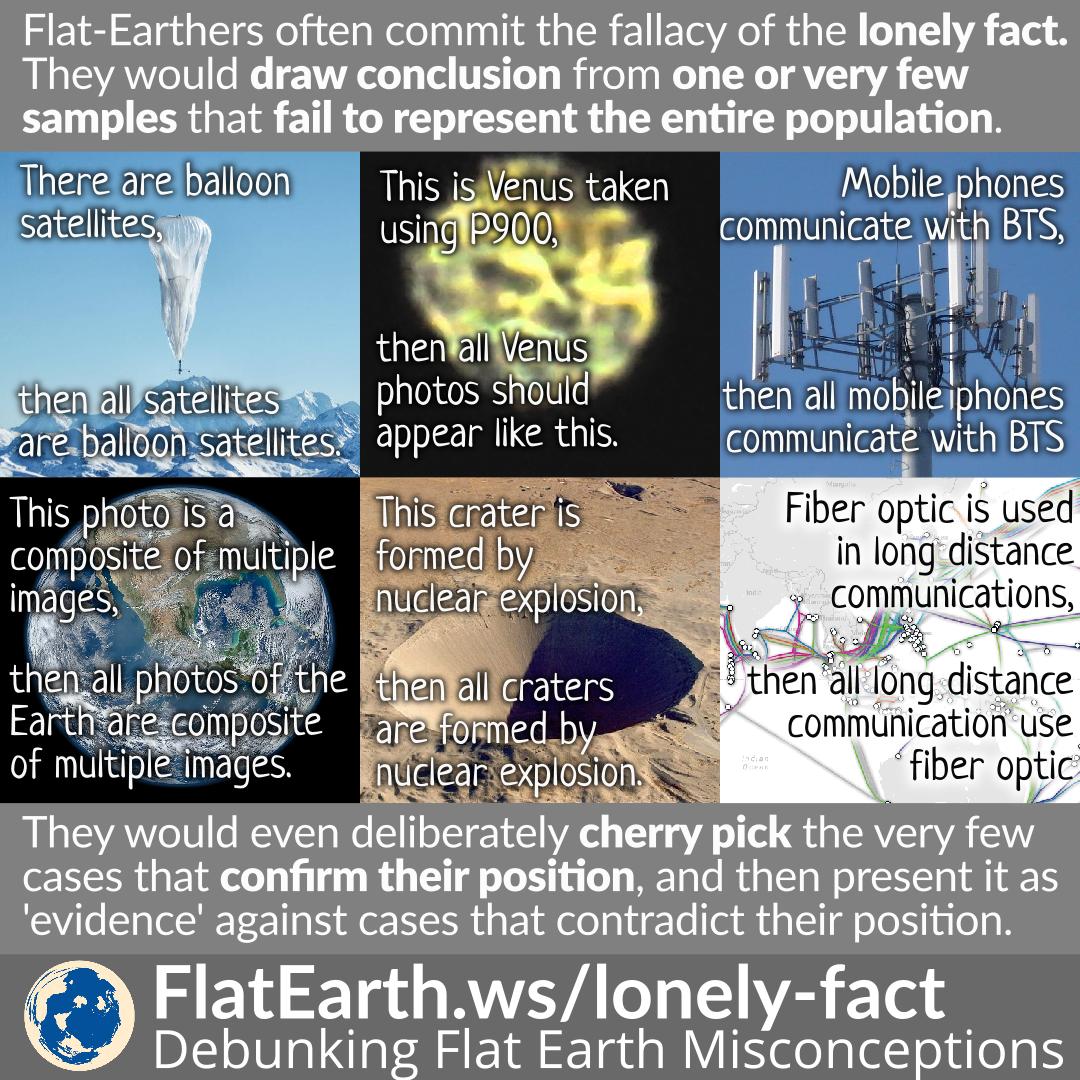 Flat-Earthers often commit the fallacy of the lonely fact.
They would draw conclusion from one or very few
samples that fail to represent the entire population.
There are balloon
satellites,
then all satellites
are balloon satellites.
This is Venus taken
using P900,
then all Venus
photos should
appear like this.
Mobile phones
communicate with BTS,
then all mobile phones
communicate with BTS
This photo is a
composite of multiple
images,
then all photos of the
Earth are composite
of multiple images.
This crater is
formed by
nuclear explosion,
then all craters
are formed by
nuclear explosion.
Fiber optic is used
in long distance
communications,
then all long distance
communication use
fiber optic
Mongolia
India
Thailand
Indian
Ocean
They would even deliberately cherry pick the very few
cases that confirm their position, and then present it as
'evidence' against cases that contradict their position.
FlatEarth.ws/lonely-fact
Debunking Flat Earth Misconceptions